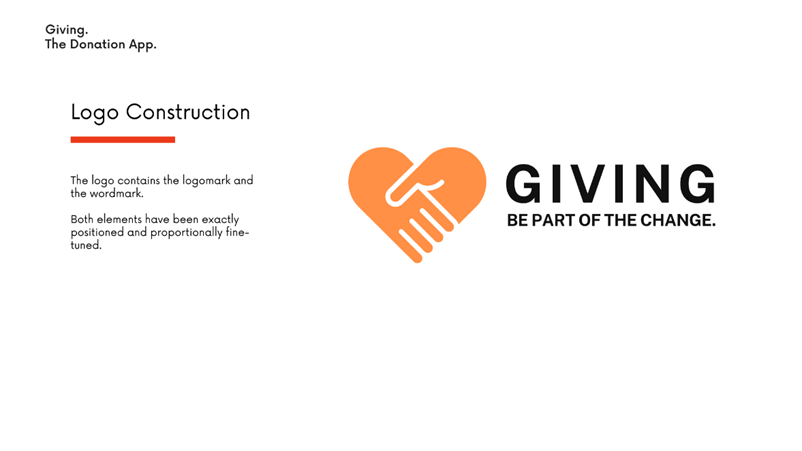 Giving.
The Donation App.
Logo Construction
The logo contains the logomark and
the wordmark.
Both elements have been exactly
positioned and proportionally fine-
tuned.
GIVING
BE PART OF THE CHANGE.